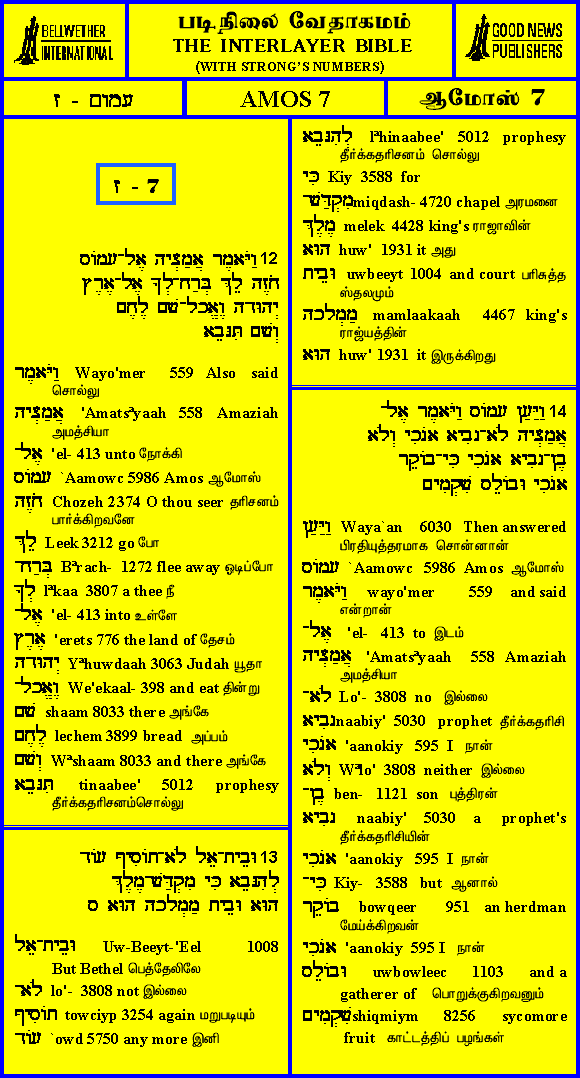 BELLWETHER
INTERNATIONAL
படிநிலை வேதாகமம்
THE INTERLAYER BIBLE
(WITH STRONG'S NUMBERS)
GOOD NEWS
PUBLISHERS
עמוס - ז
AMOS 7
ஆமோஸ் 7
7 - ז
12 וַיֹּאמֶר אֲמַצְיָה אֶל־עָמוֹס
חֹזֶה לֵךְ בְּרַח־לְךָ אֶל־אֶרֶץ
יְהוּדָה וֶאֱכָל־שָׁם לֶחֶם
וְשָׁם תִּנָּבֵא
וַיֹּאמֶר Wayo'mer 559 Also said
சொல்லு
אֲמַצְיָה 'Amatsªyaah 558 Amaziah
அமத்சியா
אֶל־ 'el- 413 unto நோக்கி
עָמוֹס `Aamowc 5986 Amos ஆமோஸ்
חֹזֶה Chozeh 2374 O thou seer தரிசனம்
பார்க்கிறவனே
לֵךְ Leek 3212 go போ
בְּרַח־ Bªrach- 1272 flee away ஒடிப்போ
לְךָ lªkaa 3807 a thee நீ
אֶל־ 'el- 413 into உள்ளே
אֶרֶץ 'erets 776 the land of தேசம்
יְהוּדָה Yªhuwdaah 3063 Judah யூதா
וֶאֱכָל־ We'ekaal- 398 and eat தின்று
שָׁם shaam 8033 there அங்கே
לֶחֶם lechem 3899 bread அப்பம்
וְשָׁם Wªshaam 8033 and there அங்கே
תִּנָּבֵא tinaabee' 5012 prophesy
தீர்க்கதரிசனம்சொல்லு
13 וּבֵית־אֵל לֹא־תוֹסִיף עוֹד
לְהִנָּבֵא כִּי מִקְדַּשׁ־מֶלֶךְ
הוּא וּבֵית מַמְלָכָה הוּא ס
וּבֵית־אֵל Uw-Beeyt-'Eel 1008
But Bethel பெத்தேலிலே
לֹא־ lo'- 3808 not இல்லை
תוֹסִיף towciyp 3254 again மறுபடியும்
עוֹד `owd 5750 any more இனி
לְהִנָּבֵא lªhinaabee' 5012 prophesy
தீர்க்கதரிசனம் சொல்லு
כִּי Kiy 3588 for
מִקְדַּשׁ־ miqdash- 4720 chapel அரமனை
מֶלֶךְ melek 4428 king's ராஜாவின்
הוּא huw' 1931 it அது
וּבֵית uwbeeyt 1004 and court பரிசுத்த
ஸ்தலமும்
מַמְלָכָה mamlaakaah 4467 king's
ராஜ்யத்தின்
הוּא huw' 1931 it இருக்கிறது
14 וַיַּעַן עָמוֹס וַיֹּאמֶר אֶל־
אֲמַצְיָה לֹא־נָבִיא אָנֹכִי וְלֹא
בֶן־נָבִיא אָנֹכִי כִּי־בוֹקֵר
אָנֹכִי וּבוֹלֵס שִׁקְמִים
וַיַּעַן Waya`an 6030 Then answered
பிரதியுத்தரமாக சொன்னான்
עָמוֹס `Aamowc 5986 Amos ஆமோஸ்
וַיֹּאמֶר wayo'mer 559 and said
என்றான்
אֶל־ 'el- 413 to இடம்
אֲמַצְיָה 'Amatsªyaah 558 Amaziah
அமத்சியா
לֹא־ Lo'- 3808 no இல்லை
נָבִיא naabiy' 5030 prophet தீர்க்கதரிசி
אָנֹכִי 'aanokiy 595 I நான்
וְלֹא Wªlo' 3808 neither இல்லை
בֶן־ ben- 1121 son புத்திரன்
נָבִיא naabiy' 5030 a prophet's
தீர்க்கதரிசியின்
אָנֹכִי 'aanokiy 595 I நான்
כִּי־ Kiy- 3588 but ஆனால்
בוֹקֵר bowqeer 951 an herdman
மேய்க்கிறவன்
אָנֹכִי 'aanokiy 595 I நான்
וּבוֹלֵס uwbowleec 1103 and a
gatherer of பொறுக்குகிறவனும்
שִׁקְמִים shiqmiym 8256 sycomore
fruit காட்டத்திப் பழங்கள்